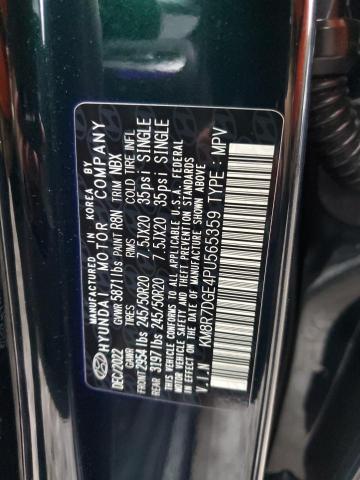 MANUFACTURED IN KOREA BY
HYUNDAI MOTOR COMPANY
DEC/2022 GVWR 5871lbs PAINT R8N TRIM NBX
GAWR TIRES RIMS COLD TIRE INFL
FRONT 2954lbs 245/50R20 7.5JX20 35psi SINGLE
REAR 3197lbs 245/50R20 7.5JX20 35psi SINGLE
THIS VEHICLE CONFORMS TO ALL APPLICABLE U.S.A. FEDERAL
MOTOR VEHICLE SAFETY AND THEFT PREVENTION STANDARDS
IN EFFECT ON THE DATE OF MANUFACTURE SHOWN ABOVE
V.I.N KM8R7DGE4PU565359 TYPE: MPV